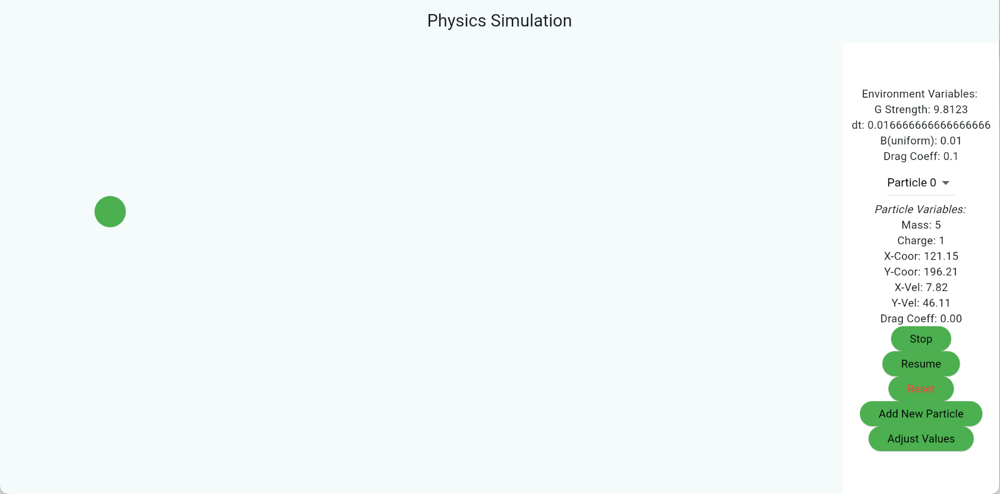 Physics Simulation
Environment Variables:
G Strength: 9.8123
dt: 0.016666666666666666
B(uniform): 0.01
Drag Coeff: 0.1
Particle 0
Particle Variables:
Mass: 5
Charge: 1
X-Coor: 121.15
Y-Coor: 196.21
X-Vel: 7.82
Y-Vel: 46.11
Drag Coeff: 0.00
Stop
Resume
Reset
Add New Particle
Adjust Values